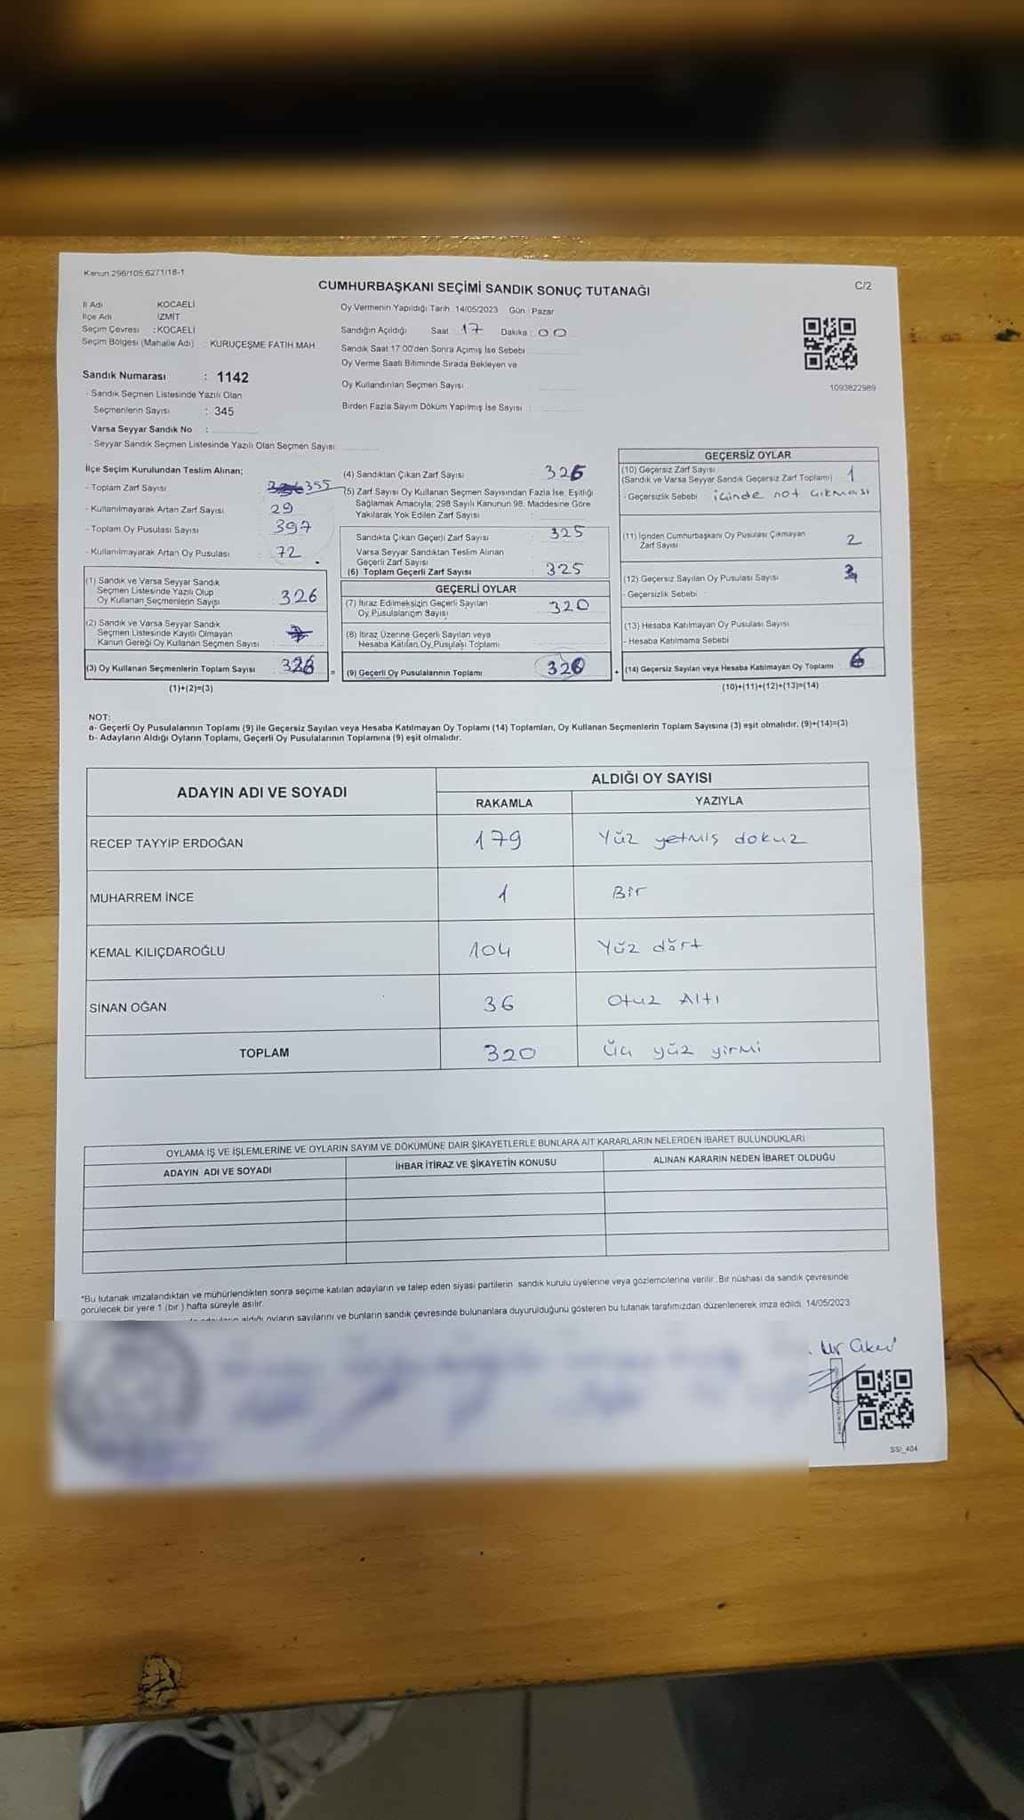 Kanun 298/105,6271/18-1
CUMHURBAŞKANI SEÇİMİ SANDIK SONUÇ TUTANAĞI
C/2
İl Adı KOCAELİ
İlçe Adı İZMİT
Seçim Çevresi : KOCAELİ
Seçim Bölgesi (Mahalle Adı) : KURUÇEŞME FATİH MAH
Oy Vermenin Yapıldığı Tarih 14/05/2023 Gün : Pazar
Sandığın Açıldığı Saat 17 Dakika : 00
Sandık Saat 17:00'den Sonra Açımış İse Sebebi
Oy Verme Saati Bitiminde Sırada Bekleyen ve
Oy Kullandırılan Seçmen Sayısı
Birden Fazla Sayım Döküm Yapılmış İse Sayısı
1093822989
Sandık Numarası : 1142
- Sandık Seçmen Listesinde Yazılı Olan
Seçmenlerin Sayısı : 345
Varsa Seyyar Sandık No :
- Seyyar Sandık Seçmen Listesinde Yazılı Olan Seçmen Sayısı
İlçe Seçim Kurulundan Teslim Alınan;
- Toplam Zarf Sayısı 355
- Kullanılmayarak Artan Zarf Sayısı 29
- Toplam Oy Pusulası Sayısı 397
- Kullanılmayarak Artan Oy Pusulası 72
(1) Sandık ve Varsa Seyyar Sandık
Seçmen Listesinde Yazılı Olup
Oy Kullanan Seçmenlerin Sayısı 326
(2) Sandık ve Varsa Seyyar Sandık
Seçmen Listesinde Kayıtlı Olmayan
Kanun Gereği Oy Kullanan Seçmen Sayısı
(3) Oy Kullanan Seçmenlerin Toplam Sayısı 326
(1)+(2)=(3)
(4) Sandıktan Çıkan Zarf Sayısı 326
(5) Zarf Sayısı Oy Kullanan Seçmen Sayısından Fazla İse, Eşitliği
Sağlamak Amacıyla; 298 Sayılı Kanunun 98. Maddesine Göre
Yakılarak Yok Edilen Zarf Sayısı
Sandıkta Çıkan Geçerli Zarf Sayısı 325
Varsa Seyyar Sandıktan Teslim Alınan
Geçerli Zarf Sayısı
(6) Toplam Geçerli Zarf Sayısı 325
GEÇERLİ OYLAR
(7) İtiraz Edilmeksizin Geçerli Sayılan
Oy Pusulalarının Sayısı 320
(8) İtiraz Üzerine Geçerli Sayılan veya
Hesaba Katılan Oy Pusulası Toplamı
= (9) Geçerli Oy Pusulalarının Toplamı 320 +
GEÇERSİZ OYLAR
(10) Geçersiz Zarf Sayısı
(Sandık ve Varsa Seyyar Sandık Geçersiz Zarf Toplamı) 1
- Geçersizlik Sebebi içinde not çıkması
(11) İçinden Cumhurbaşkanı Oy Pusulası Çıkmayan
Zarf Sayısı 2
(12) Geçersiz Sayılan Oy Pusulası Sayısı 3
- Geçersizlik Sebebi
(13) Hesaba Katılmayan Oy Pusulası Sayısı
- Hesaba Katılmama Sebebi
(14) Geçersiz Sayılan veya Hesaba Katılmayan Oy Toplamı 6
(10)+(11)+(12)+(13)=(14)
NOT:
a- Geçerli Oy Pusulalarının Toplamı (9) ile Geçersiz Sayılan veya Hesaba Katılmayan Oy Toplamı (14) Toplamları, Oy Kullanan Seçmenlerin Toplam Sayısına (3) eşit olmalıdır. (9)+(14)=(3)
b- Adayların Aldığı Oyların Toplamı, Geçerli Oy Pusulalarının Toplamına (9) eşit olmalıdır.
ADAYIN ADI VE SOYADI
ALDIĞI OY SAYISI
RAKAMLA YAZIYLA
RECEP TAYYİP ERDOĞAN 179 Yüz yetmiş dokuz
MUHARREM İNCE 1 Bir
KEMAL KILIÇDAROĞLU 104 Yüz dört
SİNAN OĞAN 36 Otuz Altı
TOPLAM 320 Üç yüz yirmi
OYLAMA İŞ VE İŞLEMLERİNE VE OYLARIN SAYIM VE DÖKÜMÜNE DAİR ŞİKAYETLERLE BUNLARA AİT KARARLARIN NELERDEN İBARET BULUNDUKLARI
ADAYIN ADI VE SOYADI İHBAR İTİRAZ VE ŞİKAYETİN KONUSU ALINAN KARARIN NEDEN İBARET OLDUĞU
*Bu tutanak imzalandıktan ve mühürlendikten sonra seçime katılan adayların ve talep eden siyasi partilerin sandık kurulu üyelerine veya gözlemcilerine verilir. Bir nüshası da sandık çevresinde
görülecek bir yere 1 (bir) hafta süreyle asılır.
aldığı oyların sayılarını ve bunların sandık çevresinde bulunanlara duyurulduğunu gösteren bu tutanak tarafımızdan düzenlenerek imza edildi. 14/05/2023
SSI_404